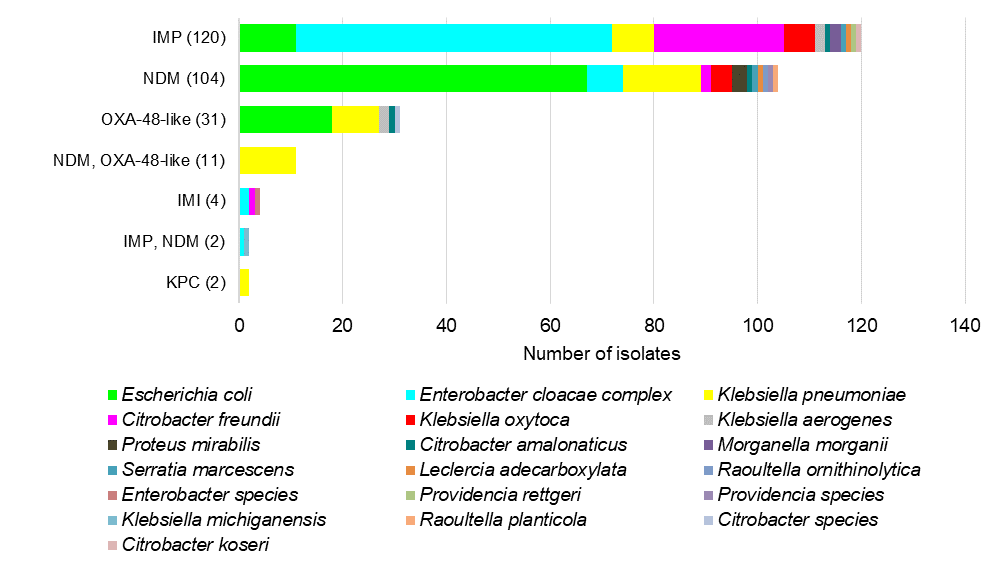 IMP (120)
NDM (104)
OXA-48-like (31)
NDM, OXA-48-like (11)
IMI (4)
IMP, NDM (2)
KPC (2)
0 20 40 60 80 100 120 140
Number of isolates
Escherichia coli Enterobacter cloacae complex Klebsiella pneumoniae
Citrobacter freundii Klebsiella oxytoca Klebsiella aerogenes
Proteus mirabilis Citrobacter amalonaticus Morganella morganii
Serratia marcescens Leclercia adecarboxylata Raoultella ornithinolytica
Enterobacter species Providencia rettgeri Providencia species
Klebsiella michiganensis Raoultella planticola Citrobacter species
Citrobacter koseri